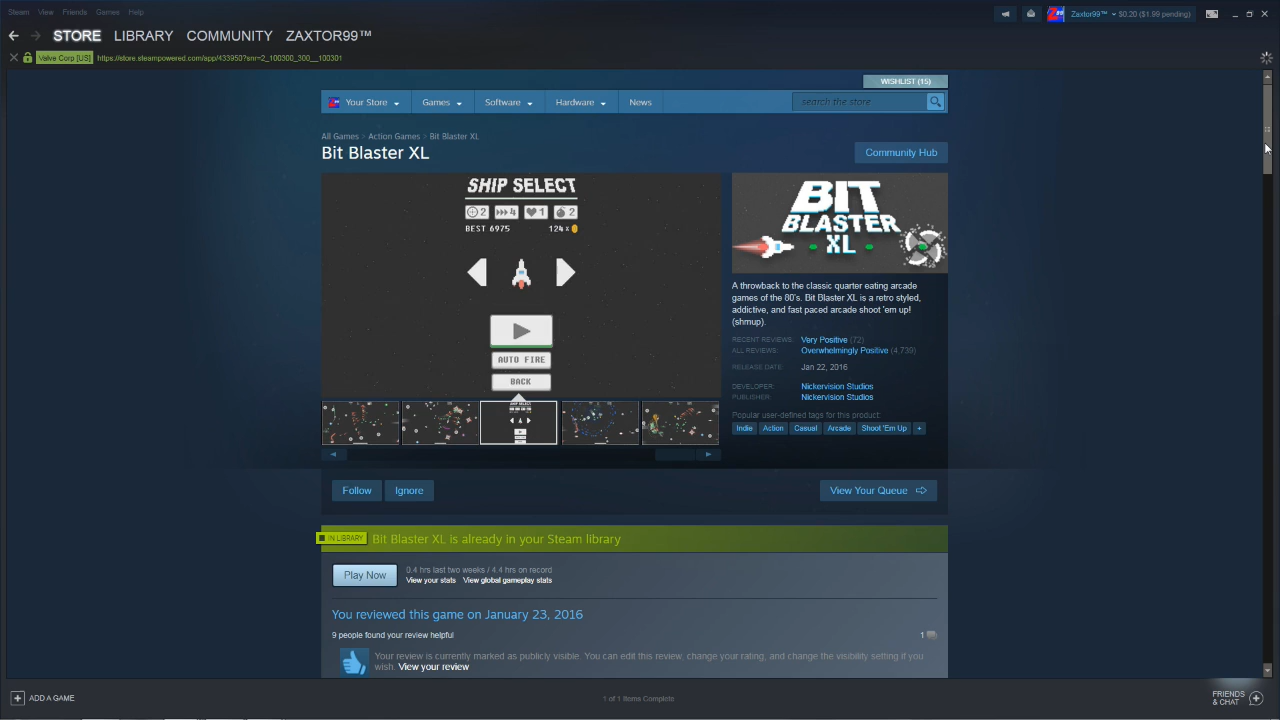 Steam View Friends Games Help
Zaxtor99™ $0.20 ($1.99 pending)
STORE LIBRARY COMMUNITY ZAXTOR99™
Valve Corp [US] https://store.steampowered.com/app/433950?snr=2_100300_300__100301
WISHLIST (15)
Your Store Games Software Hardware News search the store
All Games > Action Games > Bit Blaster XL
Bit Blaster XL
Community Hub
SHIP SELECT
2 4 1 2
BEST 6975 124x
AUTO FIRE
BACK
BIT
BLASTER
XL
A throwback to the classic quarter eating arcade
games of the 80's. Bit Blaster XL is a retro styled,
addictive, and fast paced arcade shoot 'em up!
(shmup).
RECENT REVIEWS: Very Positive (72)
ALL REVIEWS: Overwhelmingly Positive (4,739)
RELEASE DATE: Jan 22, 2016
DEVELOPER: Nickervision Studios
PUBLISHER: Nickervision Studios
Popular user-defined tags for this product:
Indie Action Casual Arcade Shoot 'Em Up +
Follow Ignore View Your Queue
IN LIBRARY Bit Blaster XL is already in your Steam library
Play Now
0.4 hrs last two weeks / 4.4 hrs on record
View your stats View global gameplay stats
You reviewed this game on January 23, 2016
9 people found your review helpful 1
Your review is currently marked as publicly visible. You can edit this review, change your rating, and change the visibility setting if you
wish. View your review
ADD A GAME
1 of 1 Items Complete
FRIENDS
& CHAT